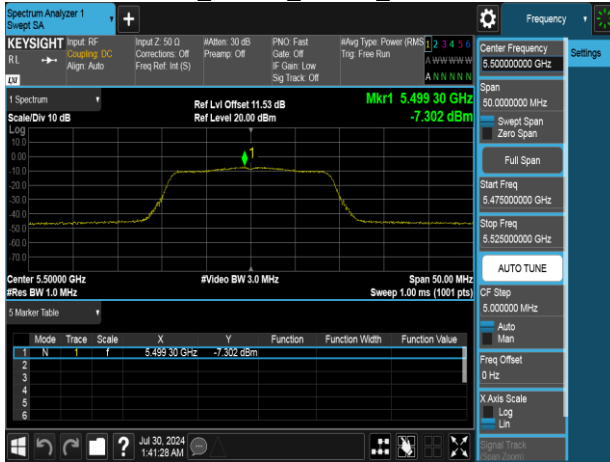 Spectrum Analyzer 1
Swept SA
+
Frequency
KEYSIGHT
RL
LXI
Input: RF
Coupling: DC
Align: Auto
Input Z: 50 Ω
Corrections: Off
Freq Ref: Int (S)
#Atten: 30 dB
Preamp: Off
PNO: Fast
Gate: Off
IF Gain: Low
Sig Track: Off
#Avg Type: Power (RMS
Trig: Free Run
1 2 3 4 5 6
A W W W W W
A N N N N N
Center Frequency
5.500000000 GHz
Settings
Span
50.0000000 MHz
Swept Span
Zero Span
Full Span
Start Freq
5.475000000 GHz
Stop Freq
5.525000000 GHz
AUTO TUNE
CF Step
5.000000 MHz
Auto
Man
Freq Offset
0 Hz
X Axis Scale
Log
Lin
Signal Track
(Span Zoom)
1 Spectrum
Scale/Div 10 dB
Ref Lvl Offset 11.53 dB
Ref Level 20.00 dBm
Mkr1 5.499 30 GHz
-7.302 dBm
Log
10.0
0.00
-10.0
-20.0
-30.0
-40.0
-50.0
-60.0
-70.0
1
Center 5.50000 GHz
#Video BW 3.0 MHz
Span 50.00 MHz
#Res BW 1.0 MHz
Sweep 1.00 ms (1001 pts)
5 Marker Table
Mode Trace Scale X Y Function Function Width Function Value
1 N 1 f 5.499 30 GHz -7.302 dBm
2
3
4
5
6
?
Jul 30, 2024
1:41:28 AM